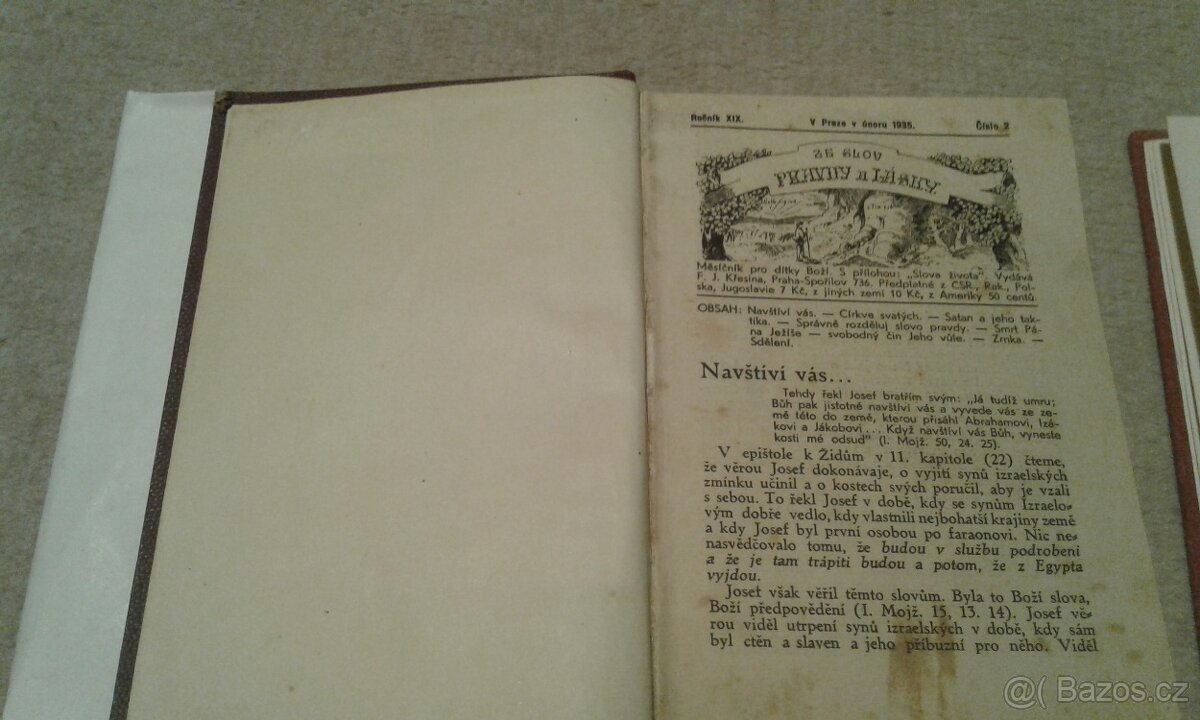 Ročník XIX. V Praze v únoru 1935. Číslo 2
ZE SLOV
PRAVDY a LÁSKY.
Měsíčník pro dítky Boží. S přílohou: „Slova života". Vydává
F. J. Křesina, Praha-Spořilov 736. Předplatné z ČSR., Rak., Pol-
ska, Jugoslavie 7 Kč, z jiných zemí 10 Kč, z Ameriky 50 centů.
OBSAH: Navštíví vás. — Církve svatých. — Satan a jeho tak-
tika. — Správně rozděluj slovo pravdy. — Smrt Pá-
na Ježíše — svobodný čin Jeho vůle. — Zrnka. —
Sdělení.
Navštíví vás...
Tehdy řekl Josef bratřím svým: „Já tudíž umru;
Bůh pak jistotně navštíví vás a vyvede vás ze ze-
mě této do země, kterou přisáhl Abrahamovi, Izá-
kovi a Jákobovi... Když navštíví vás Bůh, vyneste
kosti mé odsud" (I. Mojž. 50, 24. 25).
V epištole k Židům v 11. kapitole (22) čteme,
že věrou Josef dokonávaje, o vyjití synů izraelských
zmínku učinil a o kostech svých poručil, aby je vzali
s sebou. To řekl Josef v době, kdy se synům Izraelo-
vým dobře vedlo, kdy vlastnili nejbohatší krajiny země
a kdy Josef byl první osobou po faraonovi. Nic ne-
nasvědčovalo tomu, že budou v službu podrobeni
a že je tam trápiti budou a potom, že z Egypta
vyjdou.
Josef však věřil těmto slovům. Byla to Boží slova,
Boží předpovědění (I. Mojž. 15, 13. 14). Josef vě-
rou viděl utrpení synů izraelských v době, kdy sám
byl ctěn a slaven a jeho příbuzní pro něho. Viděl
@( Bazoš.cz